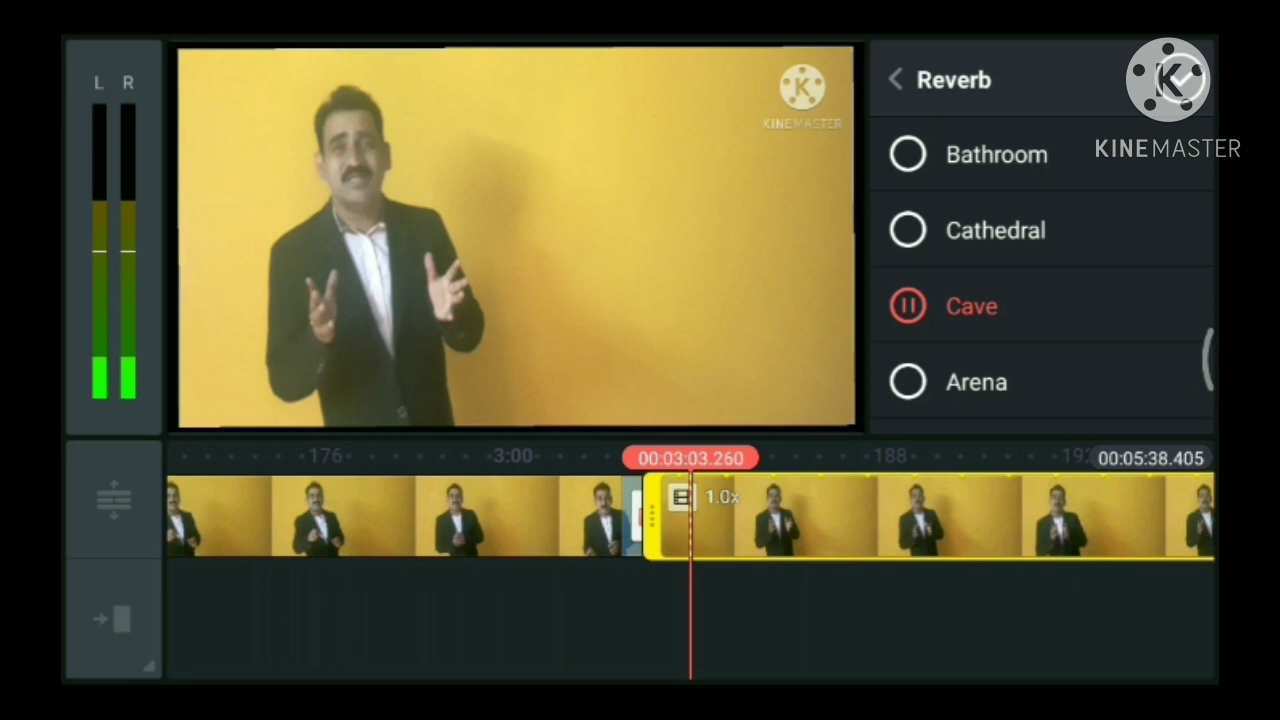 L R
K
KINEMASTER
Reverb
K
KINEMASTER
Bathroom
Cathedral
Cave
Arena
176
3:00
00:03:03.260
188
192
00:05:38.405
1.0x